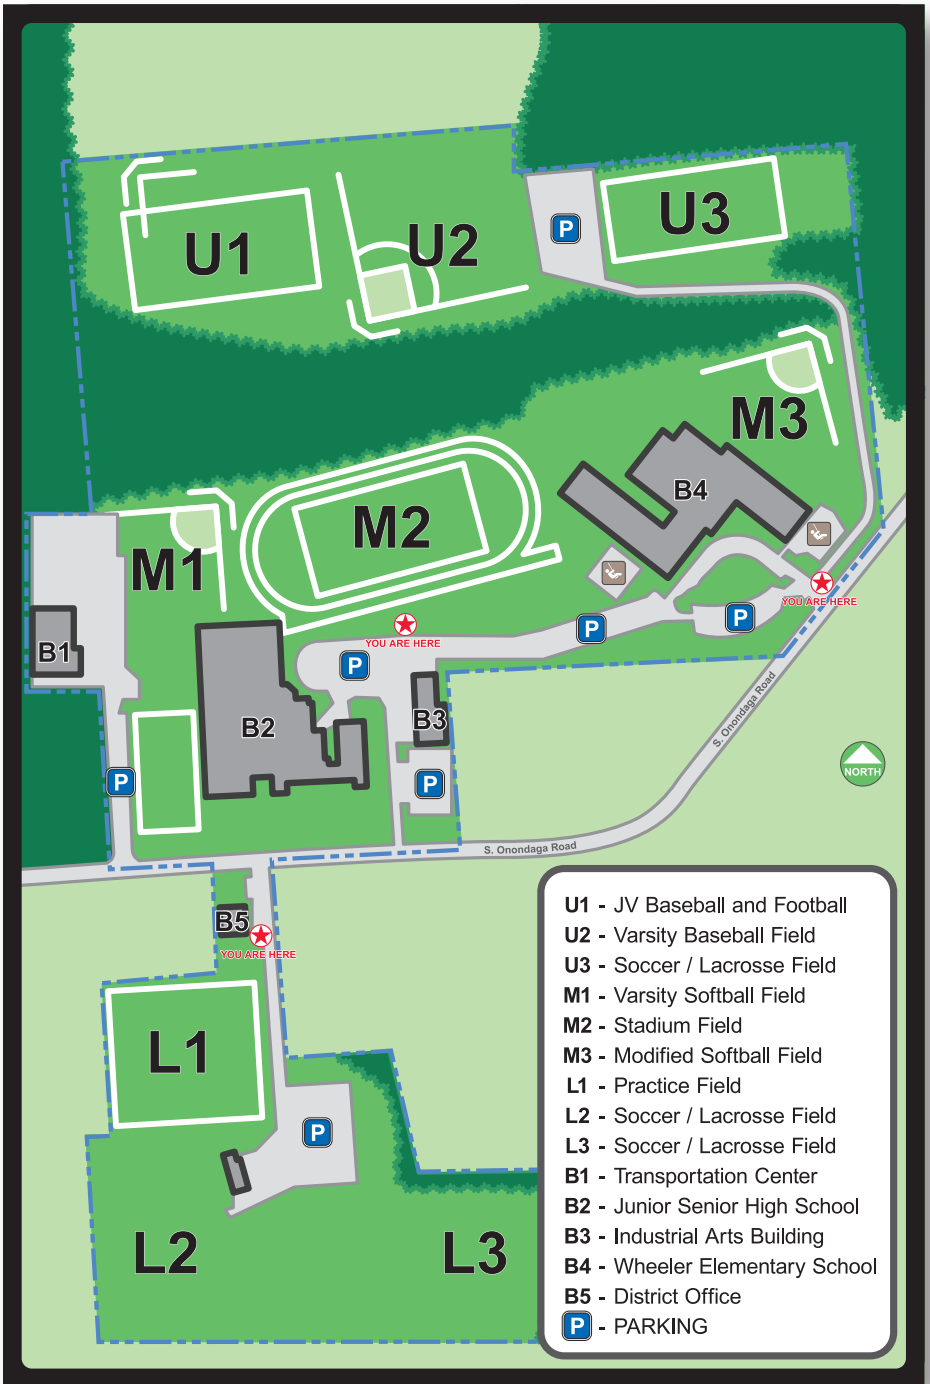 U1
U2
P
U3
M3
B4
M2
M1
YOU ARE HERE
YOU ARE HERE
P
P
P
B1
B2
B3
S. Onondaga Road
P
P
NORTH
S. Onondaga Road
B5
YOU ARE HERE
L1
P
L2
L3
U1 - JV Baseball and Football
U2 - Varsity Baseball Field
U3 - Soccer / Lacrosse Field
M1 - Varsity Softball Field
M2 - Stadium Field
M3 - Modified Softball Field
L1 - Practice Field
L2 - Soccer / Lacrosse Field
L3 - Soccer / Lacrosse Field
B1 - Transportation Center
B2 - Junior Senior High School
B3 - Industrial Arts Building
B4 - Wheeler Elementary School
B5 - District Office
P - PARKING